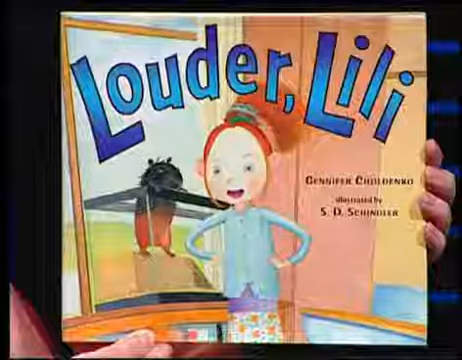 Louder, Lili
GENNIFER CHOLDENKO
illustrated by
S. D. SCHINDLER